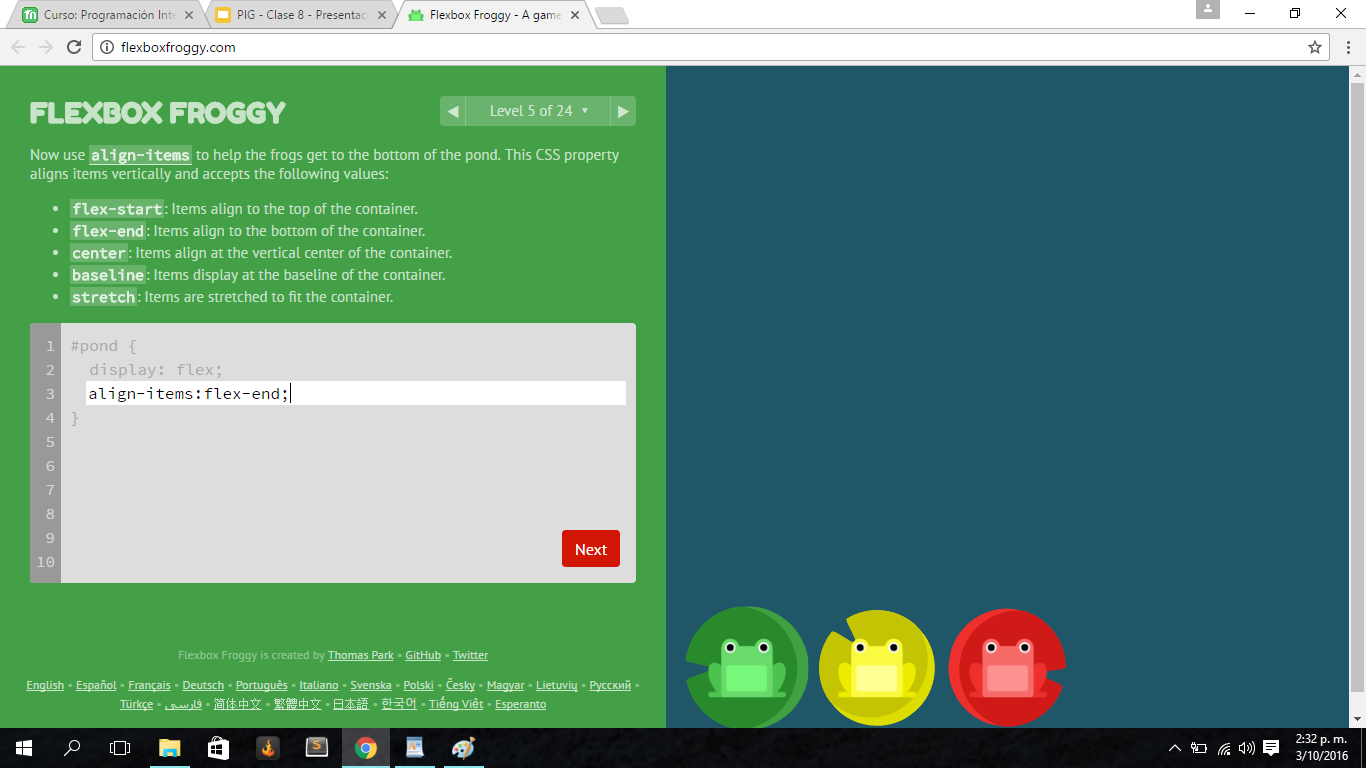 Curso: Programación Inte
PIG - Clase 8 - Presentac
Flexbox Froggy - A game
flexboxfroggy.com
FLEXBOX FROGGY
Level 5 of 24
Now use align-items to help the frogs get to the bottom of the pond. This CSS property
aligns items vertically and accepts the following values:
flex-start: Items align to the top of the container.
flex-end: Items align to the bottom of the container.
center: Items align at the vertical center of the container.
baseline: Items display at the baseline of the container.
stretch: Items are stretched to fit the container.
1 #pond {
2 display: flex;
3 align-items:flex-end;
4 }
5
6
7
8
9
10
Next
Flexbox Froggy is created by Thomas Park • GitHub • Twitter
English • Español • Français • Deutsch • Português • Italiano • Svenska • Polski • Česky • Magyar • Lietuvių • Русский •
Türkçe • فارسی • 简体中文 • 繁體中文 • 日本語 • 한국어 • Tiếng Việt • Esperanto
2:32 p. m.
3/10/2016